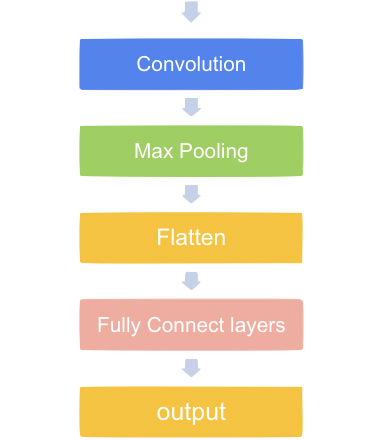 Convolution
Max Pooling
Flatten
Fully Connect layers
output